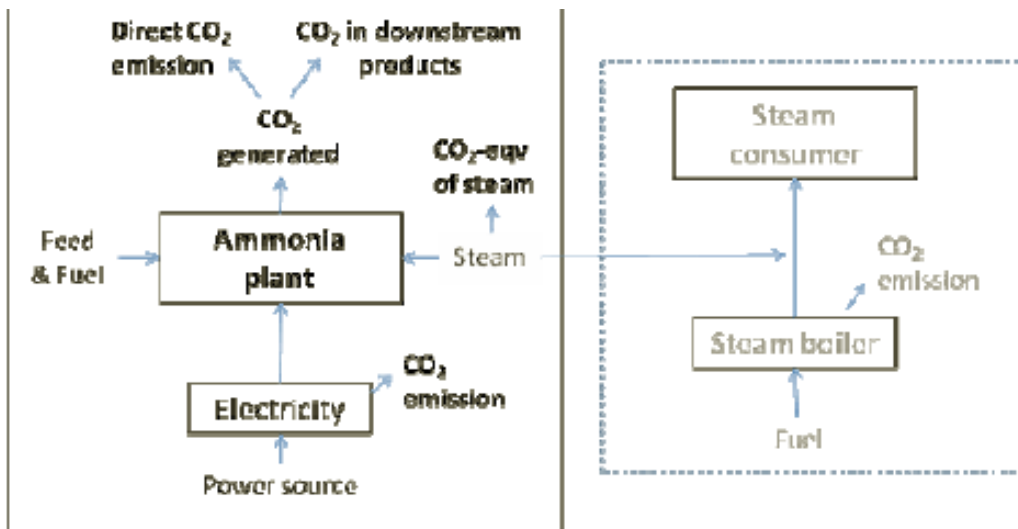 Direct CO₂
emission
CO₂ in downstream
products
CO₂
generated
CO₂-eqv
of steam
Feed
& Fuel
Ammonia
plant
Steam
Electricity
CO₂
emission
Power source
Steam
consumer
CO₂
emission
Steam boiler
Fuel